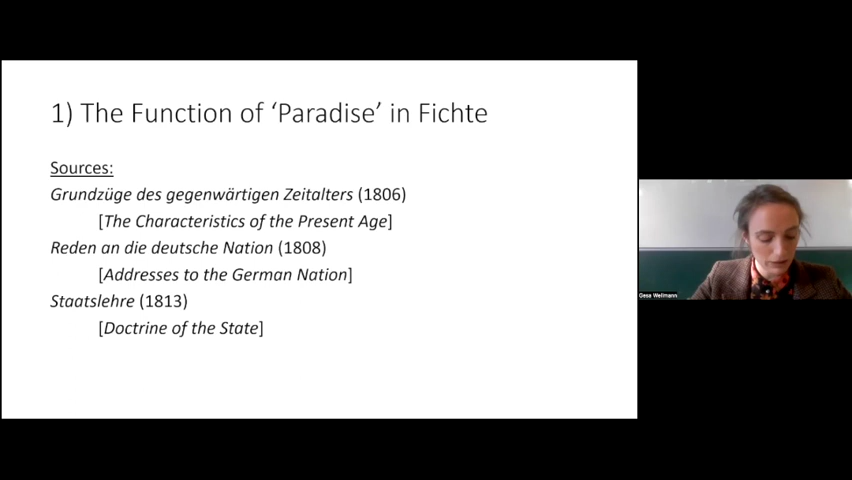 1) The Function of ‘Paradise’ in Fichte
Sources:
Grundzüge des gegenwärtigen Zeitalters (1806)
[The Characteristics of the Present Age]
Reden an die deutsche Nation (1808)
[Addresses to the German Nation]
Staatslehre (1813)
[Doctrine of the State]
Gesa Wellmann